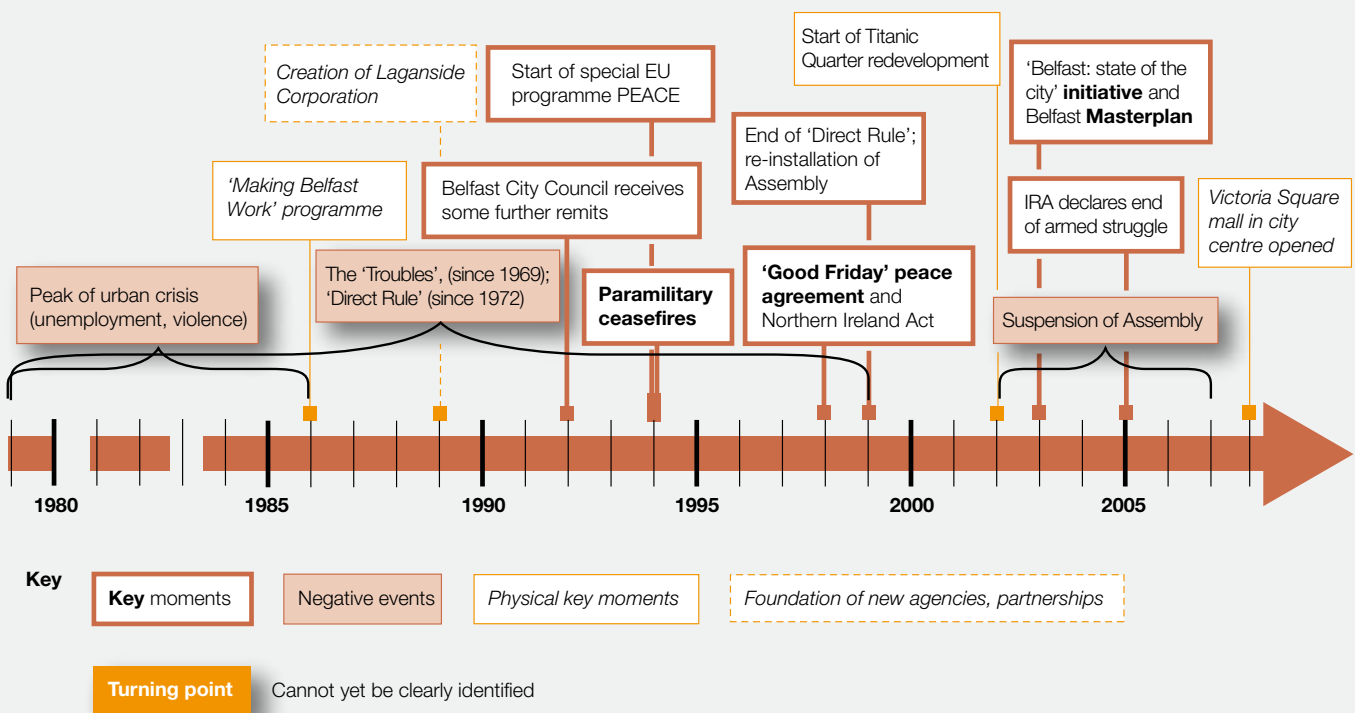 Creation of Laganside
Corporation
Start of special EU
programme PEACE
Start of Titanic
Quarter redevelopment
‘Belfast: state of the
city’ initiative and
Belfast Masterplan
‘Making Belfast
Work’ programme
Belfast City Council receives
some further remits
End of ‘Direct Rule’;
re-installation of
Assembly
IRA declares end
of armed struggle
Victoria Square
mall in city
centre opened
Peak of urban crisis
(unemployment, violence)
The ‘Troubles’, (since 1969);
‘Direct Rule’ (since 1972)
Paramilitary
ceasefires
‘Good Friday’ peace
agreement and
Northern Ireland Act
Suspension of Assembly
1980
1985
1990
1995
2000
2005
Key
Key moments
Negative events
Physical key moments
Foundation of new agencies, partnerships
Turning point
Cannot yet be clearly identified